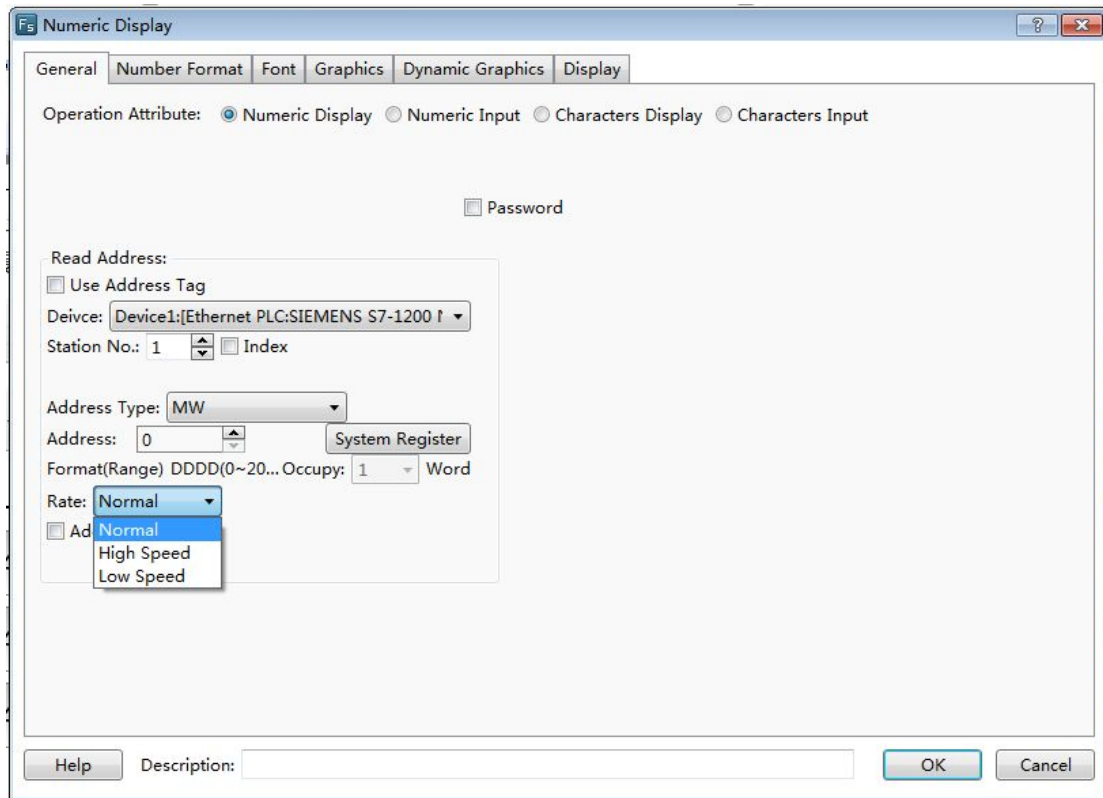 Fs Numeric Display
General Number Format Font Graphics Dynamic Graphics Display
Operation Attribute: Numeric Display Numeric Input Characters Display Characters Input
Password
Read Address:
Use Address Tag
Deivce: Device1:[Ethernet PLC:SIEMENS S7-1200
Station No.: 1 Index
Address Type: MW
Address: 0 System Register
Format(Range) DDDD(0~20... Occupy: 1 Word
Rate: Normal
Ad Normal
High Speed
Low Speed
Help Description: OK Cancel